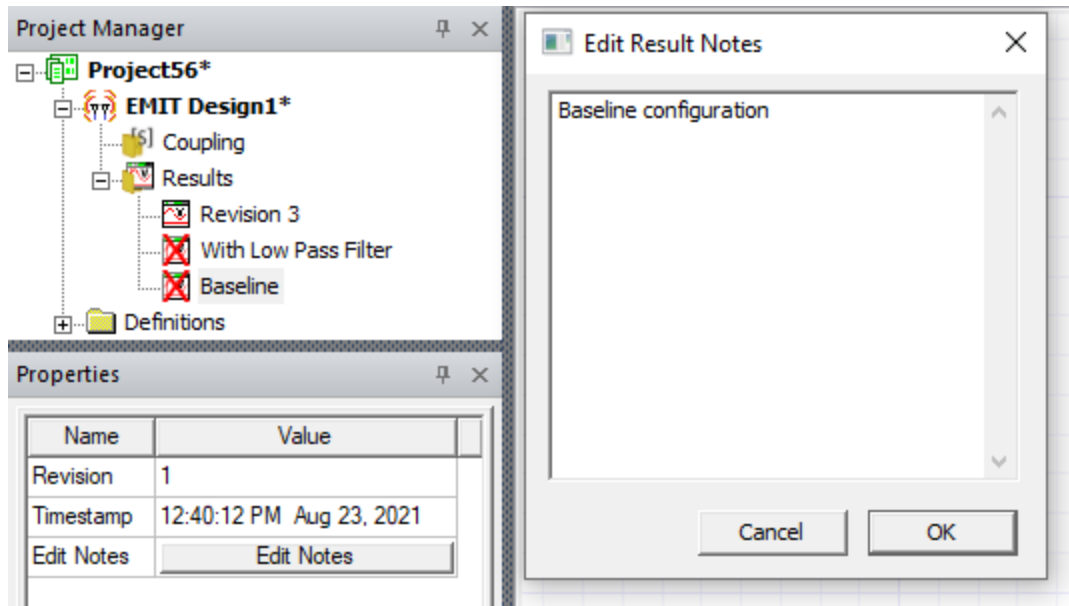 Project Manager
Project56*
EMIT Design1*
[S] Coupling
Results
Revision 3
With Low Pass Filter
Baseline
Definitions
Properties
Name Value
Revision 1
Timestamp 12:40:12 PM Aug 23, 2021
Edit Notes Edit Notes
Edit Result Notes
Baseline configuration
Cancel OK